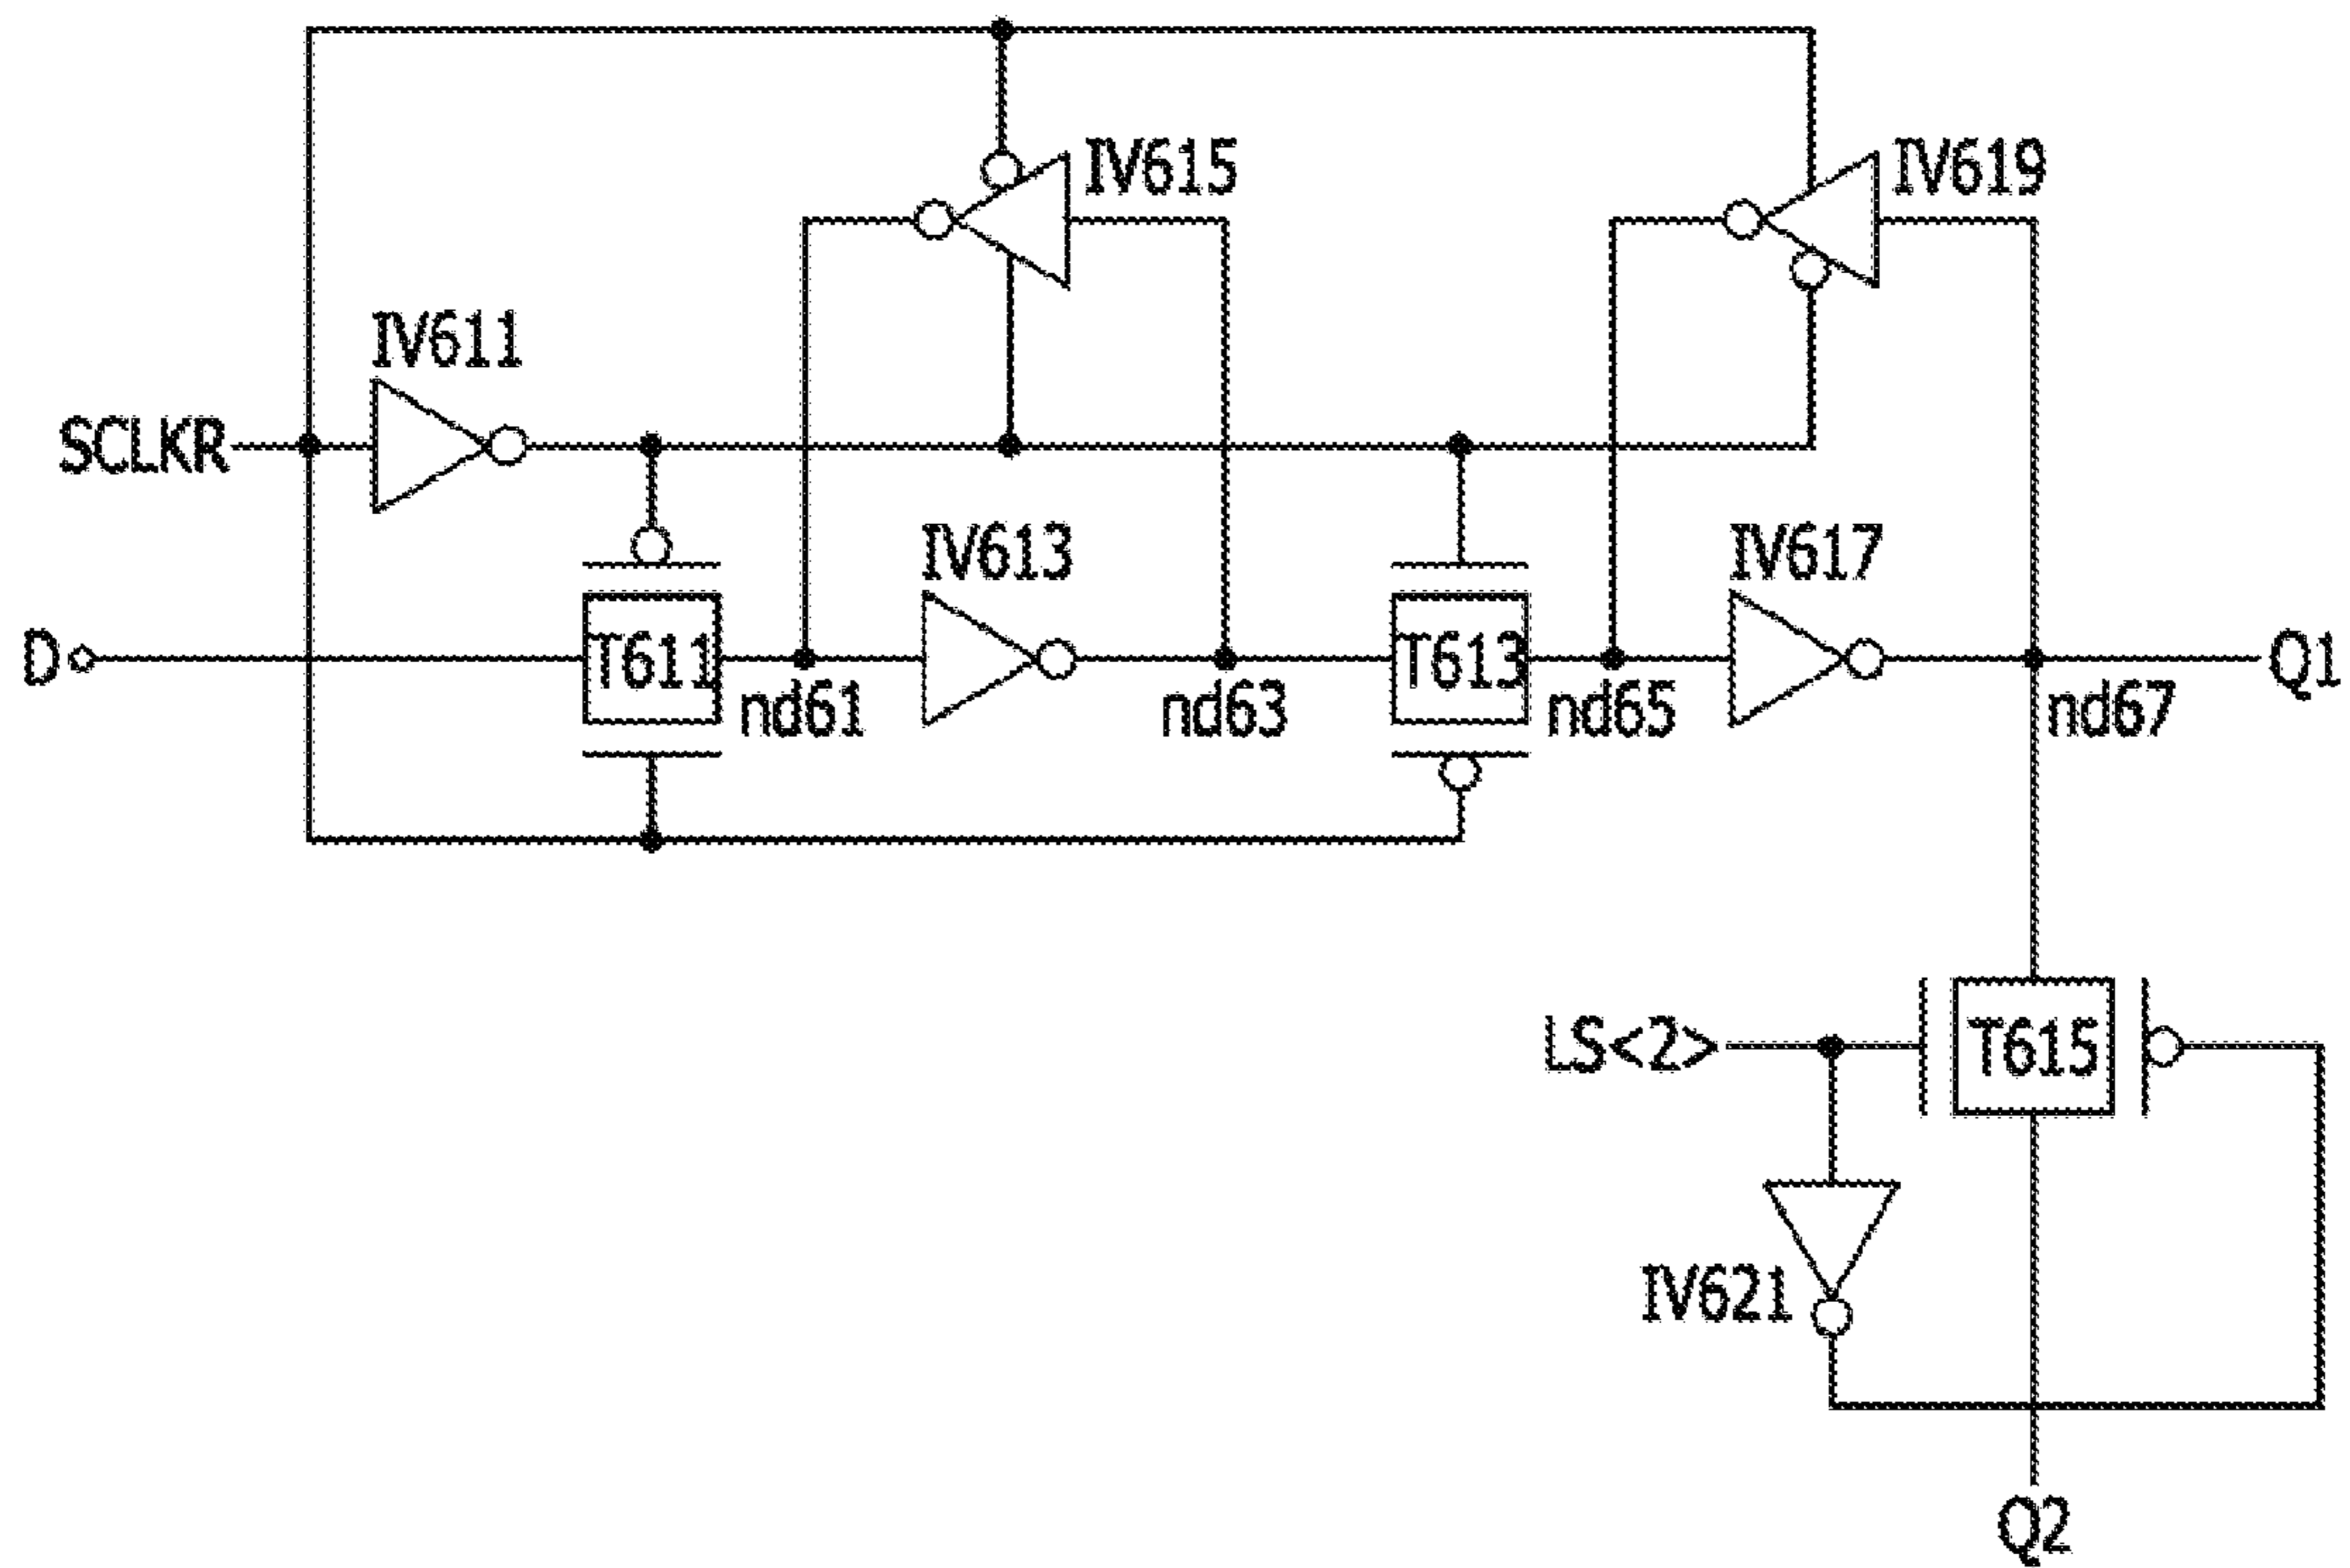 IV615
IV619
IV611
SCLKR
IV613
IV617
D
T611
T613
Q1
nd61
nd63
nd65
nd67
LS<2>
T615
IV621
Q2